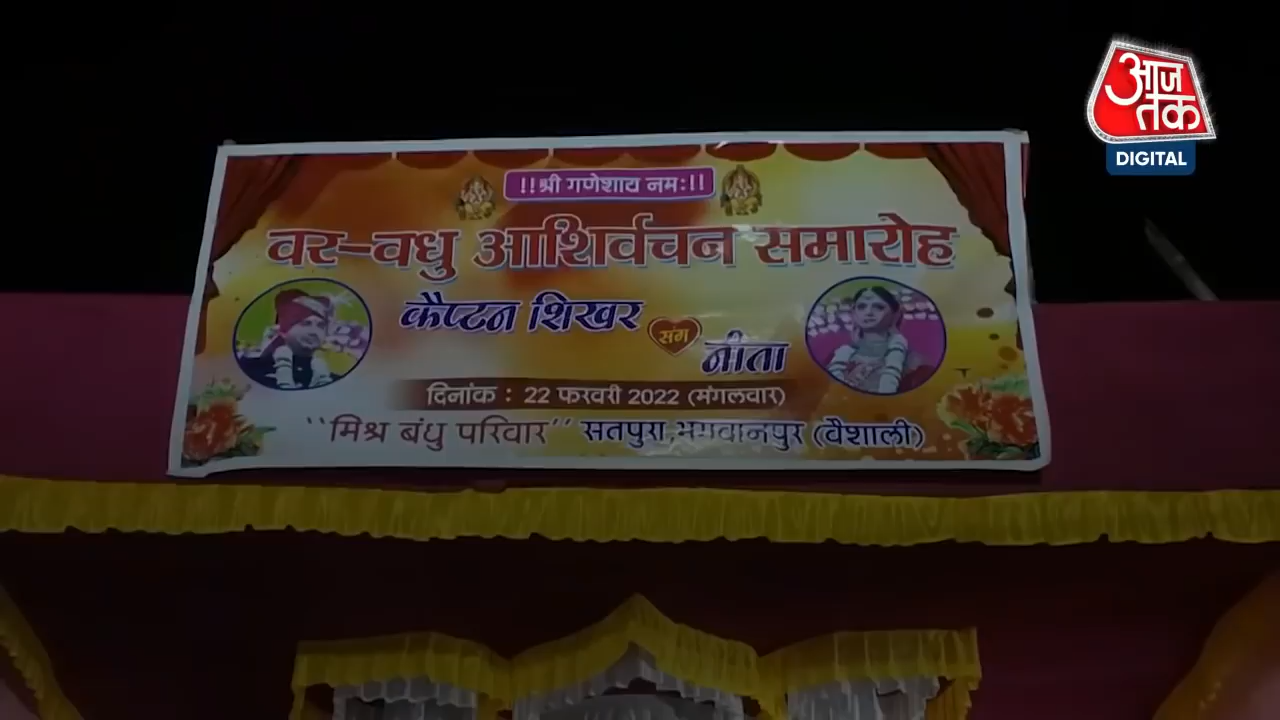 आज
तक
DIGITAL
!!श्री गणेशाय नमः!!
वर-वधु आशिर्वचन समारोह
कैप्टन शिखर
संग
नीता
दिनांक : 22 फरवरी 2022 (मंगलवार)
``मिश्र बंधु परिवार´´ सतपुरा,भगवानपुर (वैशाली)